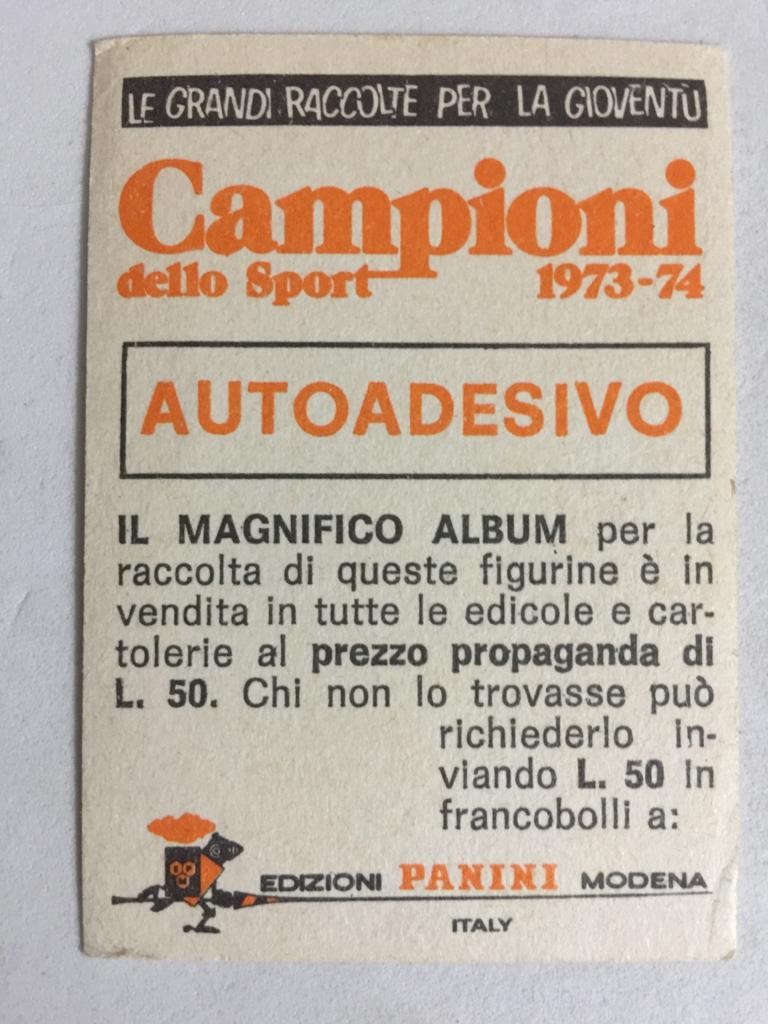 LE GRANDI RACCOLTE PER LA GIOVENTÙ
Campioni
dello Sport 1973-74
AUTOADESIVO
IL MAGNIFICO ALBUM per la
raccolta di queste figurine è in
vendita in tutte le edicole e car-
tolerie al prezzo propaganda di
L. 50. Chi non lo trovasse può
richiederlo in-
viando L. 50 in
francobolli a:
EDIZIONI PANINI MODENA
ITALY